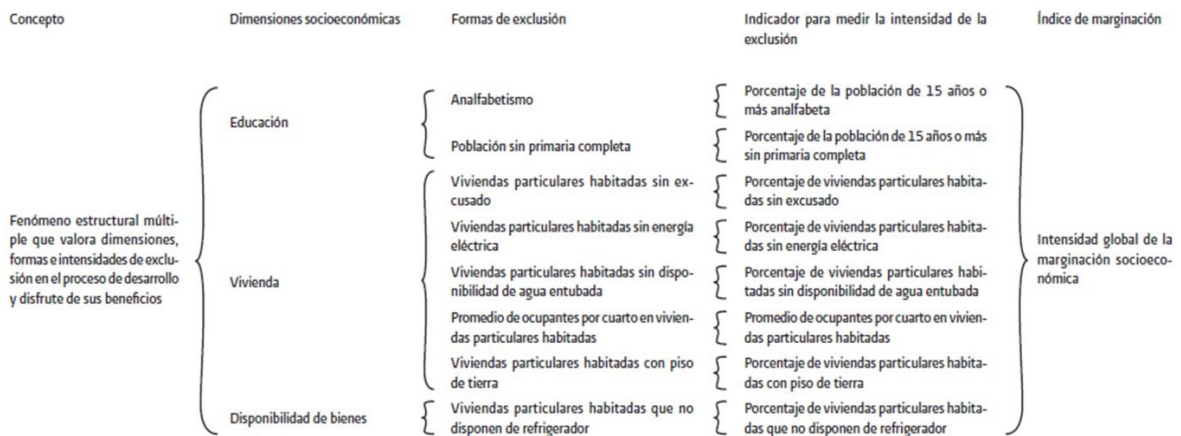 Concepto
Dimensiones socioeconómicas
Formas de exclusión
Indicador para medir la intensidad de la
exclusión
Índice de marginación
Fenómeno estructural múlti-
ple que valora dimensiones,
formas e intensidades de exclu-
sión en el proceso de desarrollo
y disfrute de sus beneficios
Educación
Analfabetismo
Porcentaje de la población de 15 años o
más analfabeta
Población sin primaria completa
Porcentaje de la población de 15 años o más
sin primaria completa
Vivienda
Viviendas particulares habitadas sin ex-
cusado
Porcentaje de viviendas particulares habita-
das sin excusado
Viviendas particulares habitadas sin energía
eléctrica
Porcentaje de viviendas particulares habita-
das sin energía eléctrica
Viviendas particulares habitadas sin dispo-
nibilidad de agua entubada
Porcentaje de viviendas particulares habi-
tadas sin disponibilidad de agua entubada
Promedio de ocupantes por cuarto en vivien-
das particulares habitadas
Promedio de ocupantes por cuarto en vivien-
das particulares habitadas
Viviendas particulares habitadas con piso
de tierra
Porcentaje de viviendas particulares habita-
das con piso de tierra
Disponibilidad de bienes
Viviendas particulares habitadas que no
disponen de refrigerador
Porcentaje de viviendas particulares habita-
das que no disponen de refrigerador
Intensidad global de la
marginación socioeco-
nómica